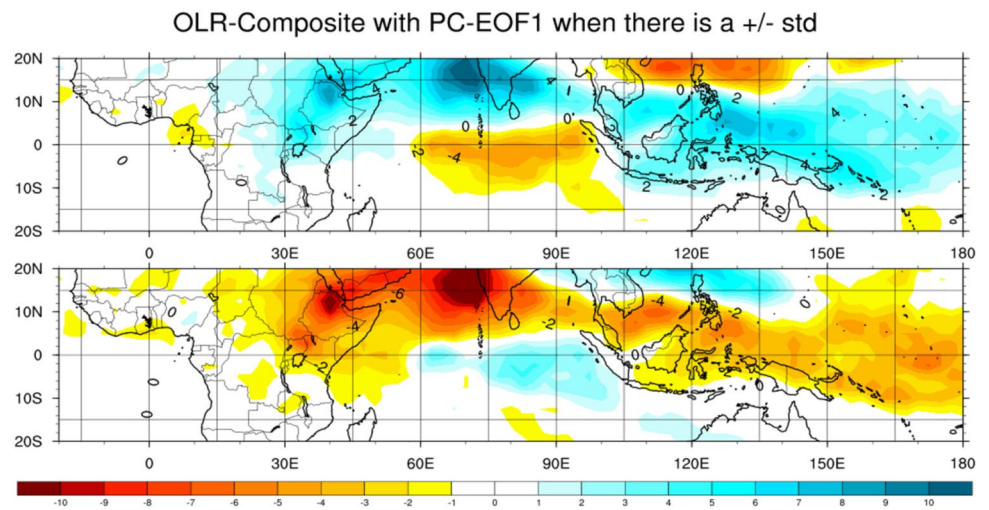 OLR-Composite with PC-EOF1 when there is a +/- std
20N
10N
0
10S
20S
0 30E 60E 90E 120E 150E 180
20N
10N
0
10S
20S
0 30E 60E 90E 120E 150E 180
-10 -9 -8 -7 -6 -5 -4 -3 -2 -1 0 1 2 3 4 5 6 7 8 9 10